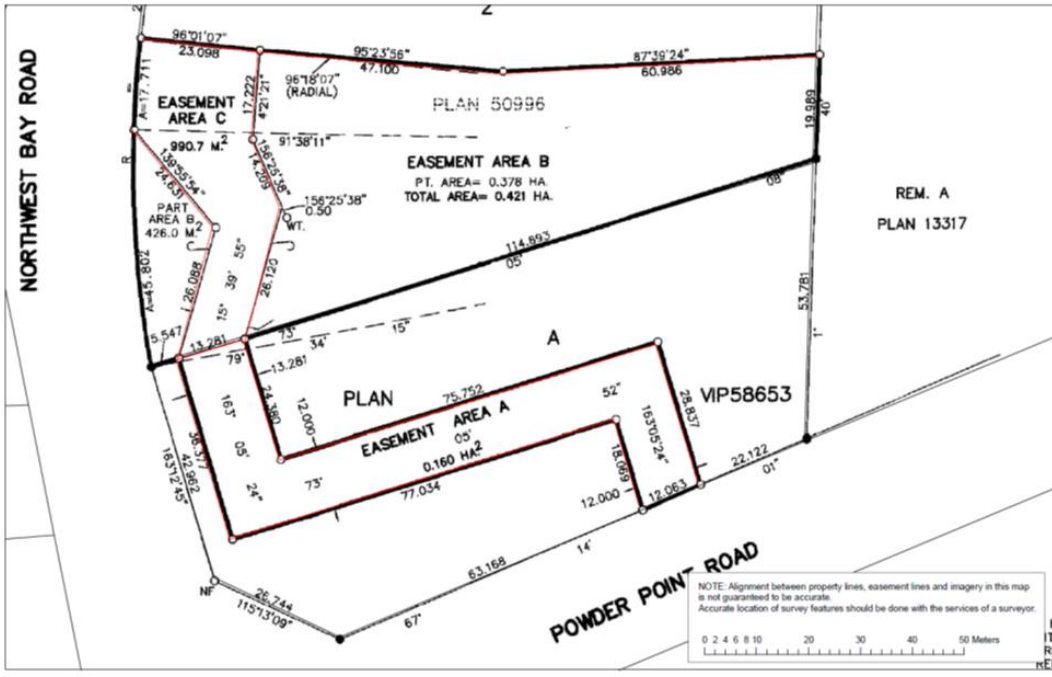 2
2
96°01'07"
23.098
95°23'56"
47.100
87°39'24"
60.986
96°18'07"
(RADIAL)
PLAN 50996
NORTHWEST BAY ROAD
A=17.711
17.222
4°21'21"
19.989
40'
EASEMENT
AREA C
990.7 M.²
91°38'11"
R
139°55'54"
24.631
156°25'38"
14.209
EASEMENT AREA B
PT. AREA= 0.378 HA.
TOTAL AREA= 0.421 HA.
08"
REM. A
PLAN 13317
PART
AREA B
426.0 M.²
156°25'38"
0.50
WT.
A=45.802
26.088
15°
39'
55"
26.120
114.893
05'
53.781
1°
5.547
13.281
79°
73°
34'
15"
13.281
A
PLAN
VIP58653
24.380
12.000
75.752
EASEMENT AREA A
05'
52"
0.160 HA.²
163°05'24"
28.837
163°
05'
24"
73°
38.377
42.962
163°12'45"
77.034
18.069
12.000
12.063
22.122
01"
NF
26.744
115°13'09"
63.168
14'
67°
POWDER POINT ROAD
NOTE: Alignment between property lines, easement lines and imagery in this map
is not guaranteed to be accurate.
Accurate location of survey features should be done with the services of a surveyor.
0 2 4 6 8 10 20 30 40 50 Meters